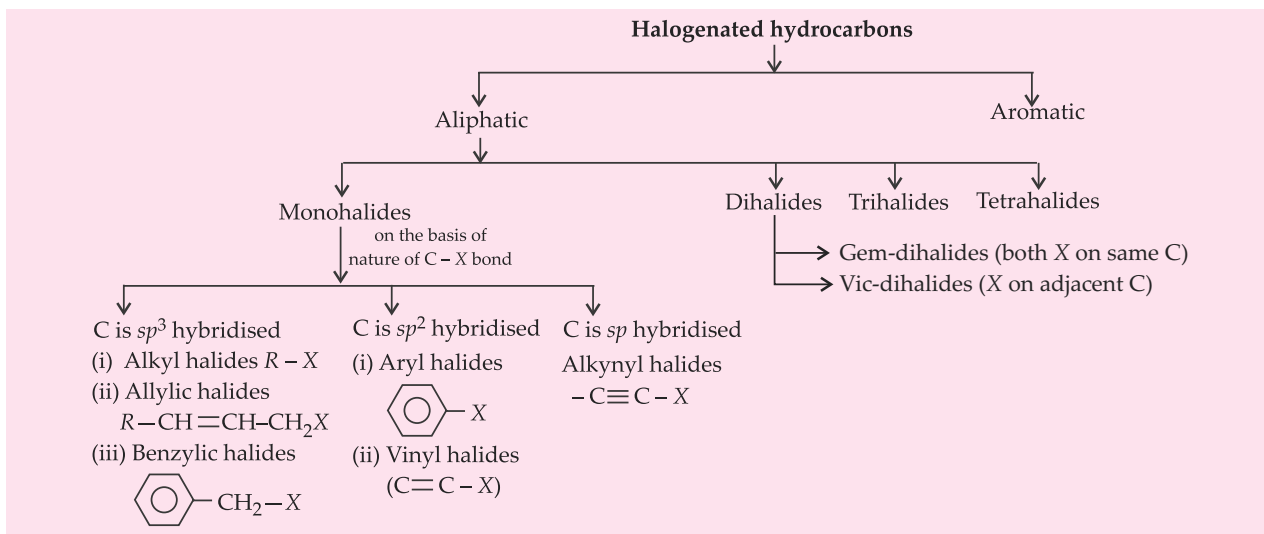 Halogenated hydrocarbons
Aliphatic
Aromatic
Monohalides
Dihalides
Trihalides
Tetrahalides
on the basis of
nature of C – X bond
Gem-dihalides (both X on same C)
Vic-dihalides (X on adjacent C)
C is sp³ hybridised
(i) Alkyl halides R – X
(ii) Allylic halides
R—CH=CH–CH₂X
(iii) Benzylic halides
CH₂—X
C is sp² hybridised
(i) Aryl halides
X
(ii) Vinyl halides
(C=C – X)
C is sp hybridised
Alkynyl halides
– C≡C – X